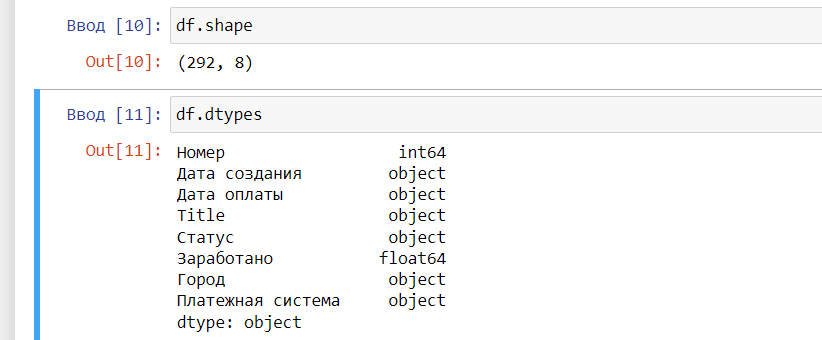 Ввод [10]: df.shape
Out[10]: (292, 8)
Ввод [11]: df.dtypes
Out[11]: Номер int64
Дата создания object
Дата оплаты object
Title object
Статус object
Заработано float64
Город object
Платежная система object
dtype: object